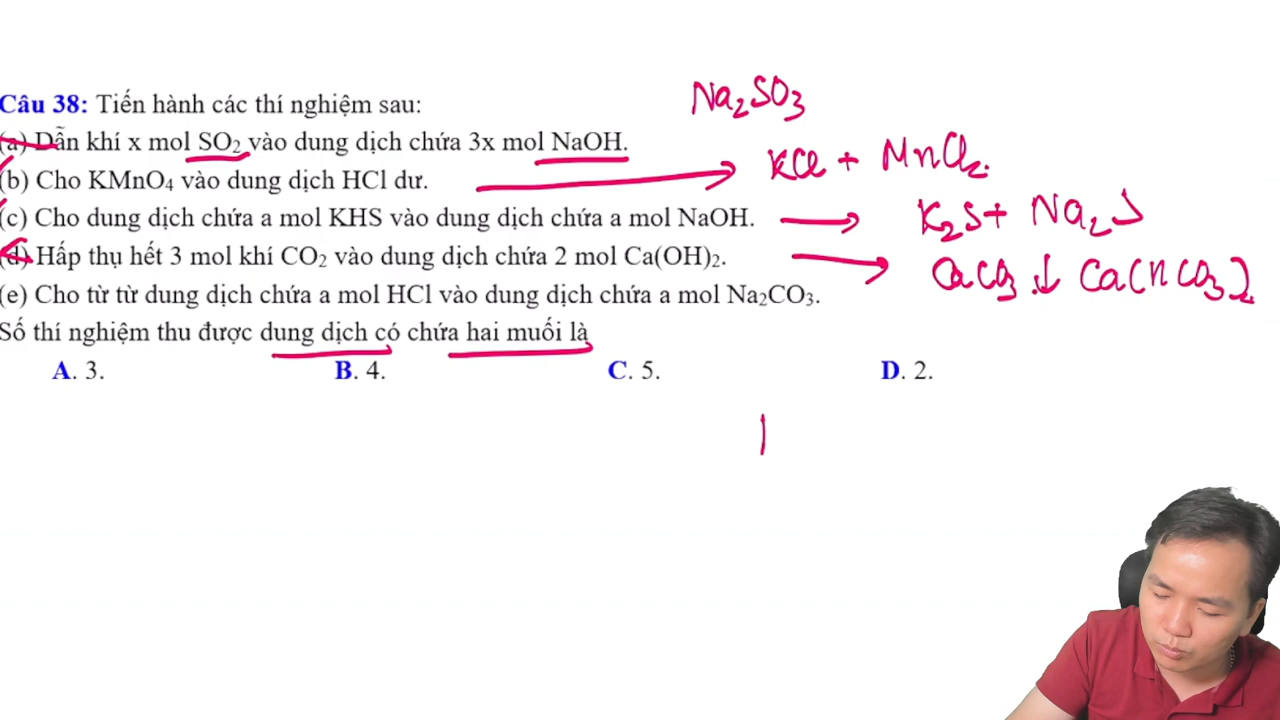 Câu 38: Tiến hành các thí nghiệm sau:
Na₂SO₃
(a) Dẫn khí x mol SO₂ vào dung dịch chứa 3x mol NaOH.
(b) Cho KMnO₄ vào dung dịch HCl dư.
KCl + MnCl₂.
(c) Cho dung dịch chứa a mol KHS vào dung dịch chứa a mol NaOH.
K₂S + Na₂S
(d) Hấp thụ hết 3 mol khí CO₂ vào dung dịch chứa 2 mol Ca(OH)₂.
CaCO₃↓ Ca(HCO₃)₂
(e) Cho từ từ dung dịch chứa a mol HCl vào dung dịch chứa a mol Na₂CO₃.
Số thí nghiệm thu được dung dịch có chứa hai muối là
A. 3. B. 4. C. 5. D. 2.